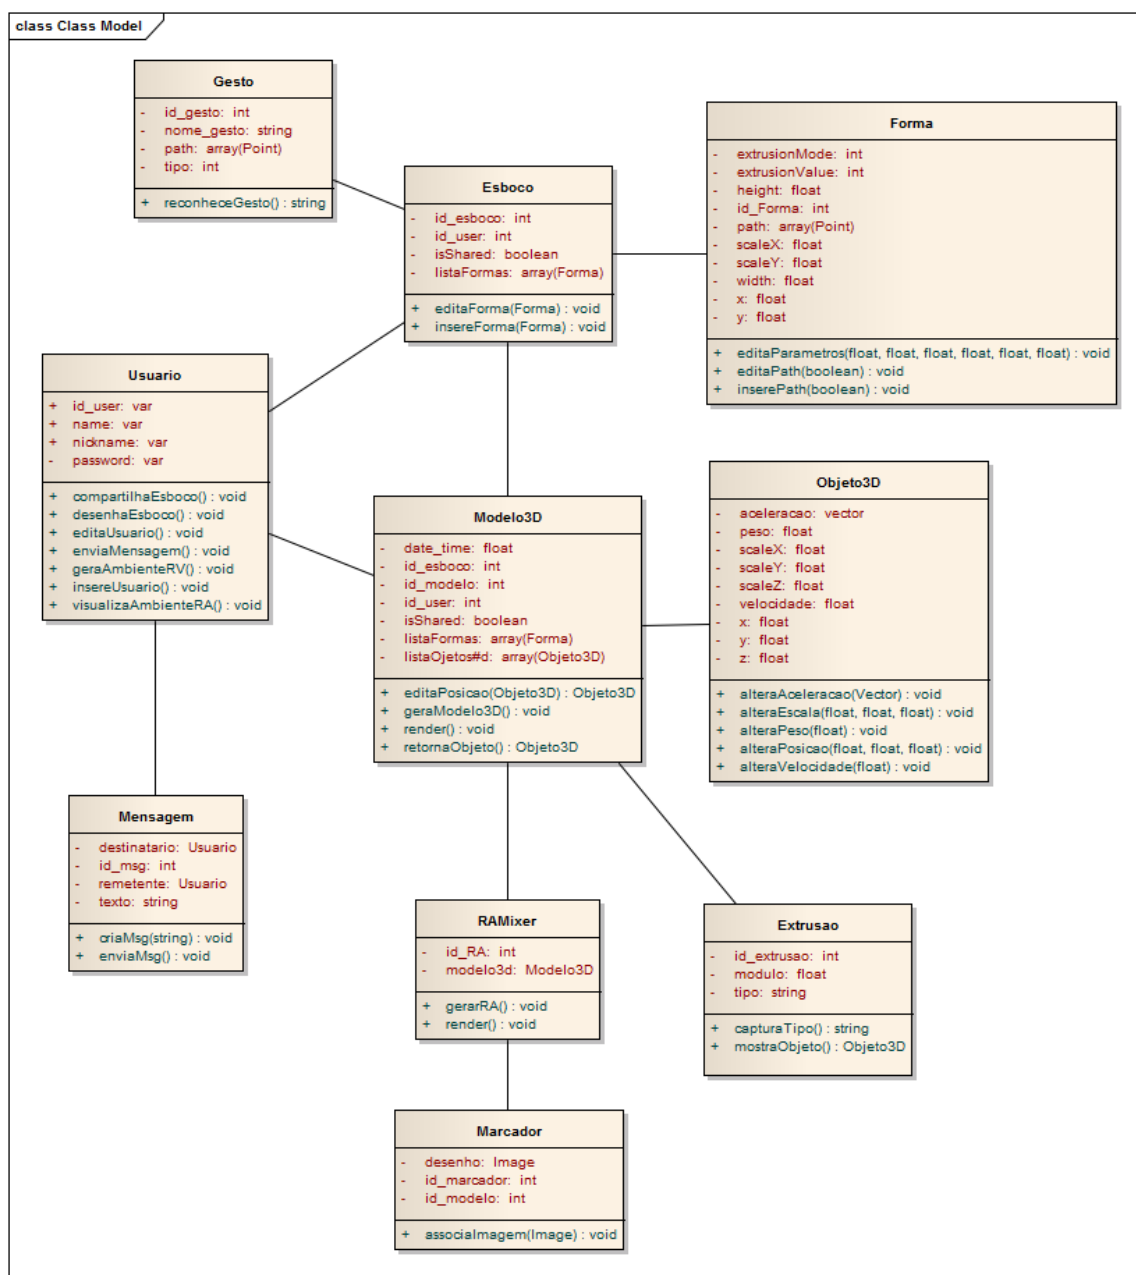 class Class Model
Gesto
- id_gesto: int
- nome_gesto: string
- path: array(Point)
- tipo: int
+ reconheceGesto() : string
Esboco
- id_esboco: int
- id_user: int
- isShared: boolean
- listaFormas: array(Forma)
+ editaForma(Forma) : void
+ insereForma(Forma) : void
Forma
- extrusionMode: int
- extrusionValue: int
- height: float
- id_Forma: int
- path: array(Point)
- scaleX: float
- scaleY: float
- width: float
- x: float
- y: float
+ editaParametros(float, float, float, float, float, float) : void
+ editaPath(boolean) : void
+ inserePath(boolean) : void
Usuario
+ id_user: var
+ name: var
+ nickname: var
- password: var
+ compartilhaEsboco() : void
+ desenhaEsboco() : void
+ editaUsuario() : void
+ enviaMensagem() : void
+ geraAmbienteRV() : void
+ insereUsuario() : void
+ visualizaAmbienteRA() : void
Modelo3D
- date_time: float
- id_esboco: int
- id_modelo: int
- id_user: int
- isShared: boolean
- listaFormas: array(Forma)
- listaOjetos#d: array(Objeto3D)
+ editaPosicao(Objeto3D) : Objeto3D
+ geraModelo3D() : void
+ render() : void
+ retornaObjeto() : Objeto3D
Objeto3D
- aceleracao: vector
- peso: float
- scaleX: float
- scaleY: float
- scaleZ: float
- velocidade: float
- x: float
- y: float
- z: float
+ alteraAceleracao(Vector) : void
+ alteraEscala(float, float, float) : void
+ alteraPeso(float) : void
+ alteraPosicao(float, float, float) : void
+ alteraVelocidade(float) : void
Mensagem
- destinatario: Usuario
- id_msg: int
- remetente: Usuario
- texto: string
+ criaMsg(string) : void
+ enviaMsg() : void
RAMixer
- id_RA: int
- modelo3d: Modelo3D
+ gerarRA() : void
+ render() : void
Extrusao
- id_extrusao: int
- modulo: float
- tipo: string
+ capturaTipo() : string
+ mostraObjeto() : Objeto3D
Marcador
- desenho: Image
- id_marcador: int
- id_modelo: int
+ associaImagem(Image) : void